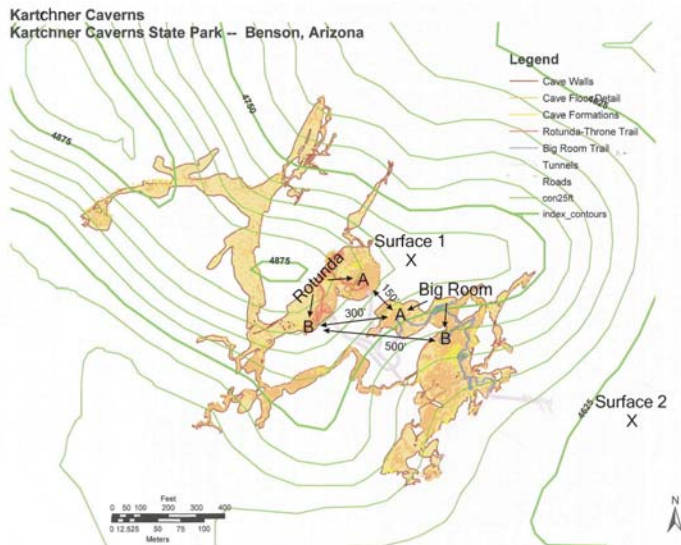 Kartchner Caverns
Kartchner Caverns State Park -- Benson, Arizona
Legend
Cave Walls
Cave Floor Detail
Cave Formations
Rotunda-Throne Trail
Big Room Trail
Tunnels
Roads
con25ft
index_contours
4625
4750
4875
Surface 1
X
4875
Rotunda
A
150'
Big Room
B
300'
A
B
500'
4625
Surface 2
X
Feet
0 50 100 200 300 400
0 12.525 50 75 100
Meters
N